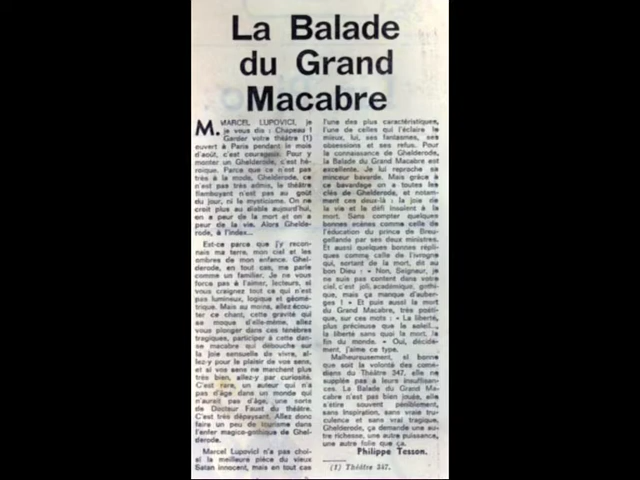 La Balade
du Grand
Macabre
M. MARCEL LUPOVICI, je
je vous dis : Chapeau !
Garder votre théâtre (1)
ouvert à Paris pendant le mois
d'août, c'est courageux. Pour y
monter un Ghelderode, c'est hé-
roïque. Parce que ce n'est pas
très à la mode, Ghelderode, ce
n'est pas très admis, le théâtre
flamboyant n'est pas au goût
du jour, ni le mysticisme. On ne
croit plus au diable aujourd'hui,
on a peur de la mort et on a
peur de la vie. Alors Ghelde-
rode, à l'index...
Est-ce parce que j'y recon-
nais ma terre, mon ciel et les
ombres de mon enfance. Ghel-
derode, en tout cas, me parle
comme un familier. Je ne vous
force pas à l'aimer, lecteurs, si
vous craignez tout ce qui n'est
pas lumineux, logique et géomé-
trique. Mais au moins, allez écou-
ter ce chant, cette gravité qui
se moque d'elle-même, allez
vous plonger dans ces ténèbres
tragiques, participer à cette dan-
se macabre qui débouche sur
la joie sensuelle de vivre, al-
lez-y pour le plaisir de vos sens,
et si vos sens ne marchent plus
très bien, allez-y par curiosité.
C'est rare, un auteur qui n'a
pas d'âge dans un monde qui
n'aurait pas d'âge, une sorte
de Docteur Faust du théâtre.
C'est très dépaysant. Allez donc
faire un peu de tourisme dans
l'enfer magico-gothique de Ghel-
derode.
Marcel Lupovici n'a pas choi-
si la meilleure pièce du vieux
Satan innocent, mais en tout cas
l'une des plus caractéristiques,
l'une de celles qui l'éclaire le
mieux, lui, ses fantasmes, ses
obsessions et ses refus. Pour
la connaissance de Ghelderode,
la Balade du Grand Macabre est
excellente. Je lui reproche sa
minceur bavarde. Mais grâce à
ce bavardage on a toutes les
clés de Ghelderode, et notam-
ment ces deux-là : la joie de
la vie et le défi insolent à la
mort. Sans compter quelques
bonnes scènes comme celle de
l'éducation du prince de Breu-
gellande par ses deux ministres.
Et aussi quelques bonnes répli-
ques comme celle de l'ivrogne
qui, sortant de la mort, dit au
bon Dieu : « Non, Seigneur, je
ne suis pas content dans votre
ciel, c'est joli, académique, gothi-
que, mais ça manque d'auber-
ges ! » Et puis aussi la mort
du Grand Macabre, très poéti-
que, sur ces mots : « La liberté,
plus précieuse que le soleil...
la liberté sans quoi la mort, la
fin du monde. » Oui, décidé-
ment, j'aime ce type.
Malheureusement, si bonne
que soit la volonté des comé-
diens du Théâtre 347, elle ne
supplée pas à leurs insuffisan-
ces. La Balade du Grand Ma-
cabre n'est pas bien jouée, elle
s'étire souvent péniblement,
sans inspiration, sans vraie tru-
culence et sans vrai tragique,
Ghelderode, ça demande une au-
tre richesse, une autre puissance,
une autre folie que ça.
Philippe Tesson.
(1) Théâtre 347.